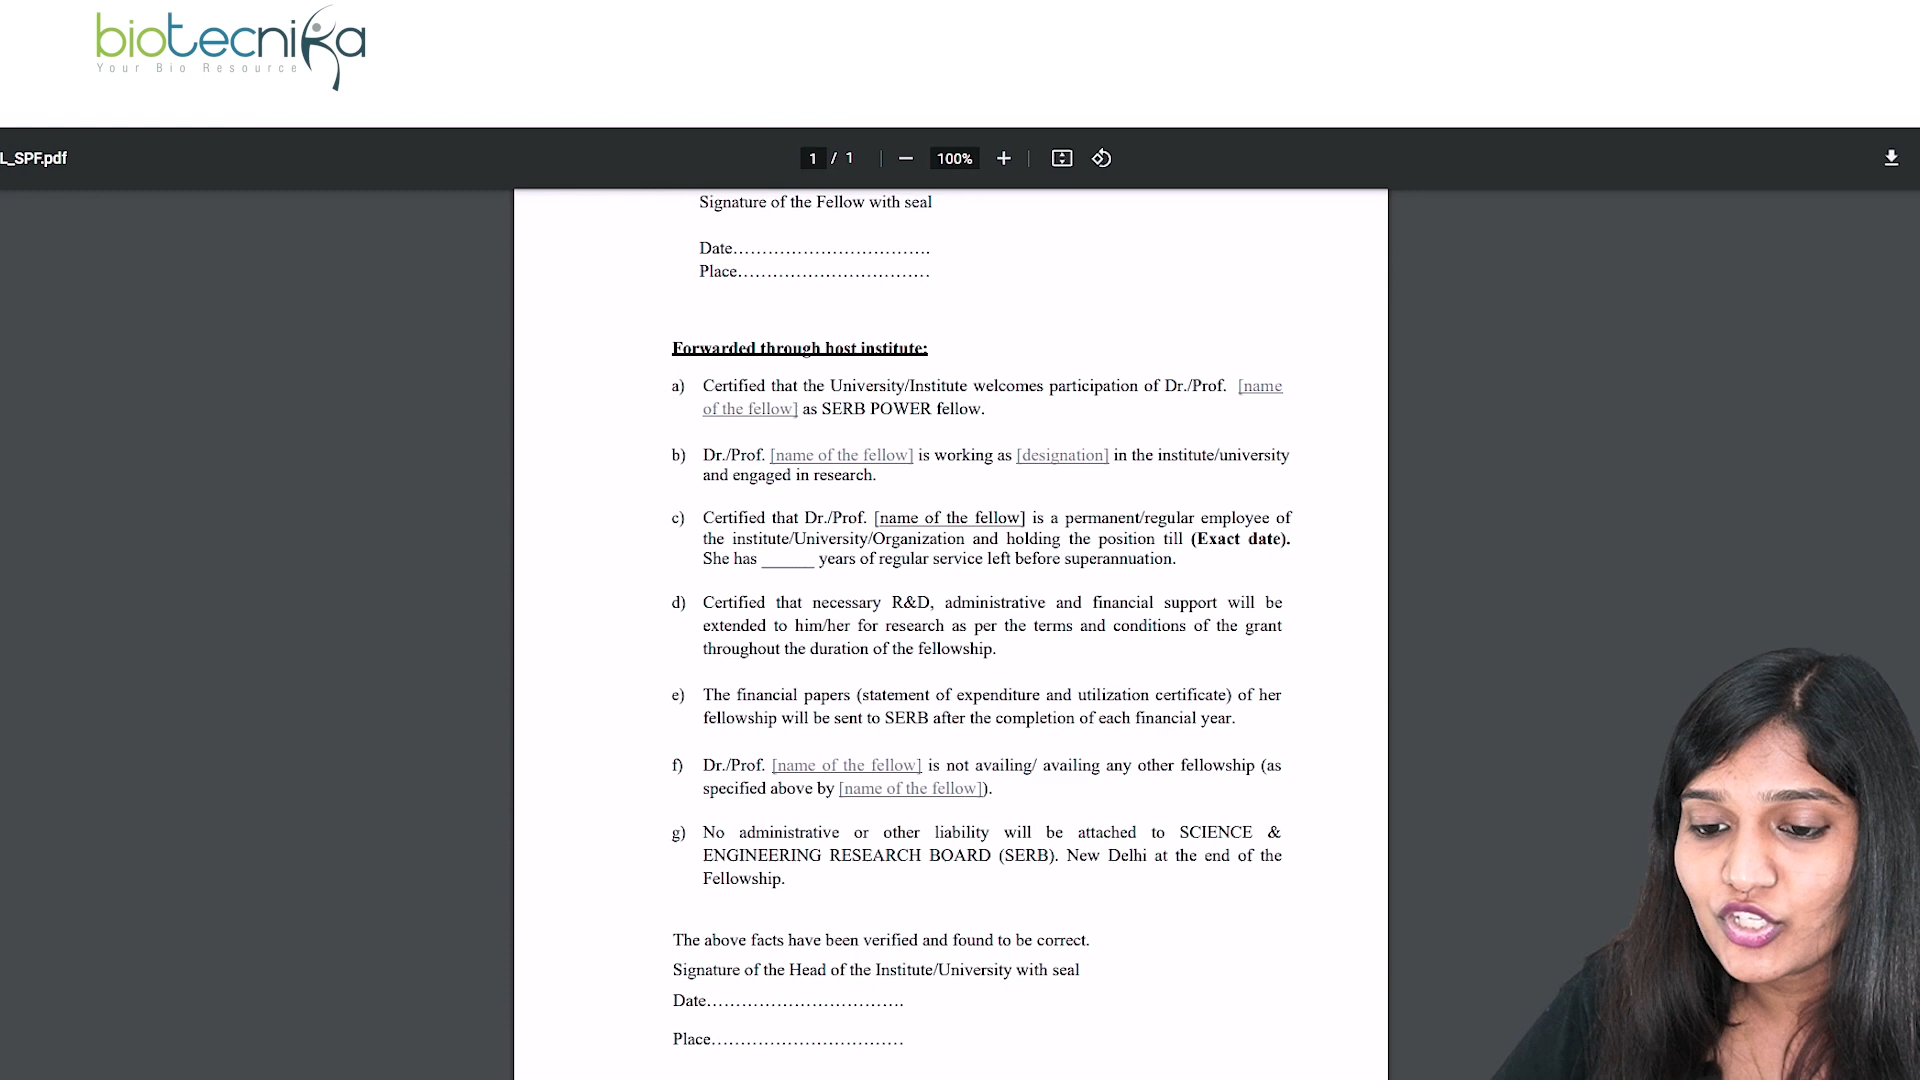 biotecnika
Your Bio Resource
L_SPF.pdf
1 / 1
100%
Signature of the Fellow with seal
Date..................................
Place.................................
Forwarded through host institute:
a) Certified that the University/Institute welcomes participation of Dr./Prof. [name
of the fellow] as SERB POWER fellow.
b) Dr./Prof. [name of the fellow] is working as [designation] in the institute/university
and engaged in research.
c) Certified that Dr./Prof. [name of the fellow] is a permanent/regular employee of
the institute/University/Organization and holding the position till (Exact date).
She has ______ years of regular service left before superannuation.
d) Certified that necessary R&D, administrative and financial support will be
extended to him/her for research as per the terms and conditions of the grant
throughout the duration of the fellowship.
e) The financial papers (statement of expenditure and utilization certificate) of her
fellowship will be sent to SERB after the completion of each financial year.
f) Dr./Prof. [name of the fellow] is not availing/ availing any other fellowship (as
specified above by [name of the fellow]).
g) No administrative or other liability will be attached to SCIENCE &
ENGINEERING RESEARCH BOARD (SERB). New Delhi at the end of the
Fellowship.
The above facts have been verified and found to be correct.
Signature of the Head of the Institute/University with seal
Date..................................
Place.................................